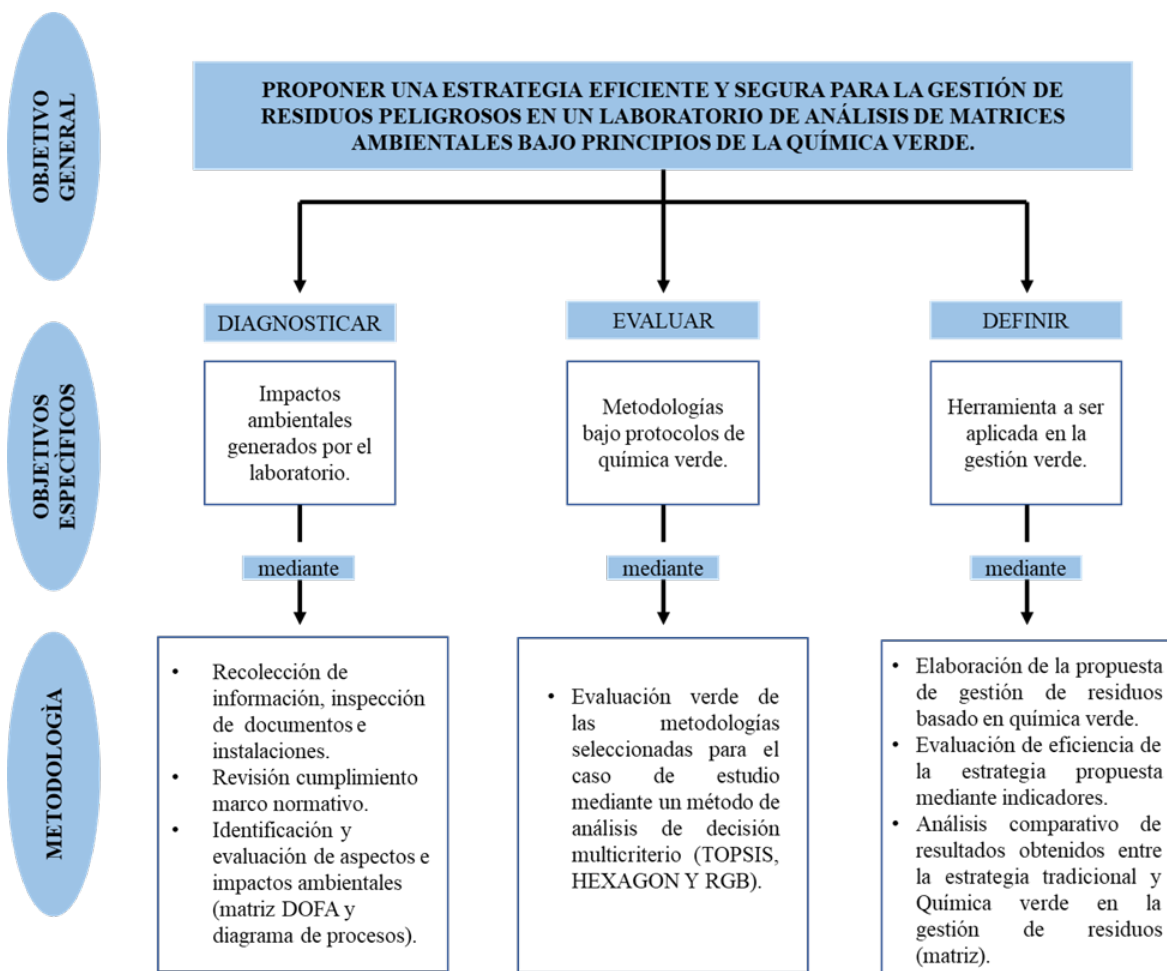 OBJETIVO
GENERAL
PROPONER UNA ESTRATEGIA EFICIENTE Y SEGURA PARA LA GESTIÓN DE
RESIDUOS PELIGROSOS EN UN LABORATORIO DE ANÁLISIS DE MATRICES
AMBIENTALES BAJO PRINCIPIOS DE LA QUÍMICA VERDE.
OBJETIVOS
ESPECÌFICOS
DIAGNOSTICAR
Impactos
ambientales
generados por el
laboratorio.
mediante
EVALUAR
Metodologías
bajo protocolos de
química verde.
mediante
DEFINIR
Herramienta a ser
aplicada en la
gestión verde.
mediante
METODOLOGÌA
• Recolección de
información, inspección
de documentos e
instalaciones.
• Revisión cumplimiento
marco normativo.
• Identificación y
evaluación de aspectos e
impactos ambientales
(matriz DOFA y
diagrama de procesos).
• Evaluación verde de
las metodologías
seleccionadas para el
caso de estudio
mediante un método de
análisis de decisión
multicriterio (TOPSIS,
HEXAGON Y RGB).
• Elaboración de la propuesta
de gestión de residuos
basado en química verde.
• Evaluación de eficiencia de
la estrategia propuesta
mediante indicadores.
• Análisis comparativo de
resultados obtenidos entre
la estrategia tradicional y
Química verde en la
gestión de residuos
(matriz).